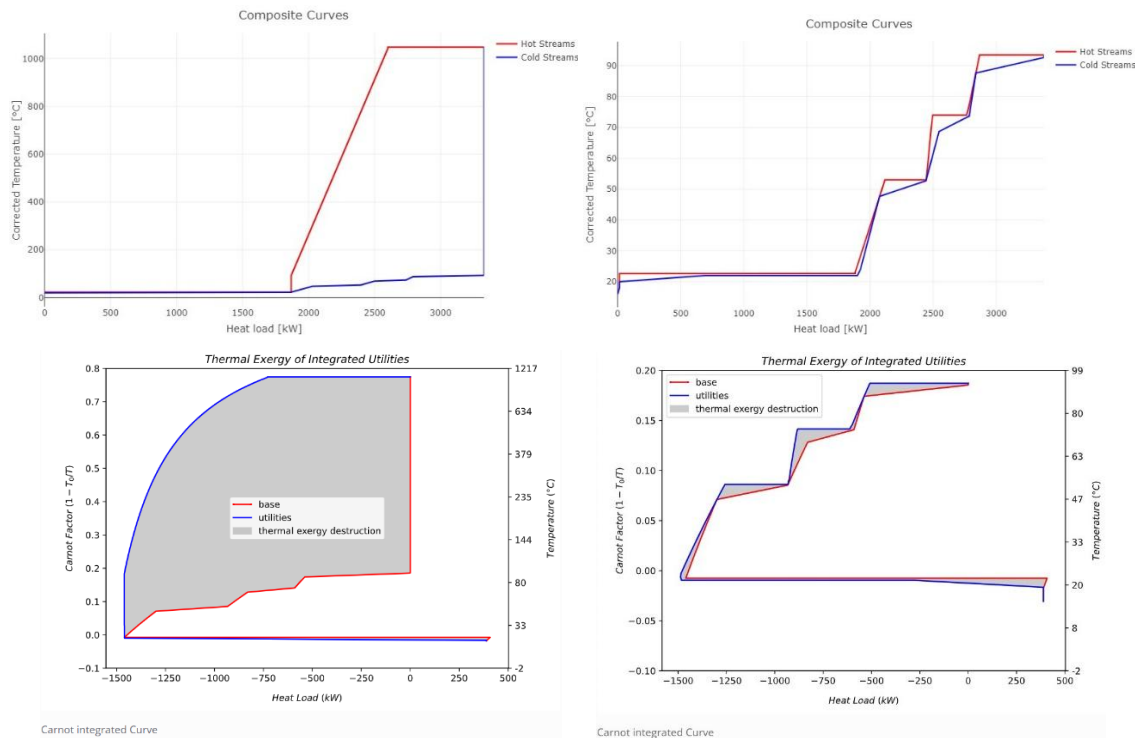 Composite Curves
Hot Streams
Cold Streams
1000
800
600
400
200
0
Corrected Temperature [°C]
0 500 1000 1500 2000 2500 3000
Heat load [kW]
Composite Curves
Hot Streams
Cold Streams
90
80
70
60
50
40
30
20
Corrected Temperature [°C]
0 500 1000 1500 2000 2500 3000
Heat load [kW]
Thermal Exergy of Integrated Utilities
0.8
0.7
0.6
0.5
0.4
0.3
0.2
0.1
0.0
−0.1
Carnot Factor (1 − T₀/T)
base
utilities
thermal exergy destruction
1217
634
379
235
144
80
33
-2
Temperature (°C)
−1500 −1250 −1000 −750 −500 −250 0 250 500
Heat Load (kW)
Carnot integrated Curve
Thermal Exergy of Integrated Utilities
base
utilities
thermal exergy destruction
0.20
0.15
0.10
0.05
0.00
−0.05
−0.10
Carnot Factor (1 − T₀/T)
99
80
63
47
33
20
8
-2
Temperature (°C)
−1500 −1250 −1000 −750 −500 −250 0 250 500
Heat Load (kW)
Carnot integrated Curve